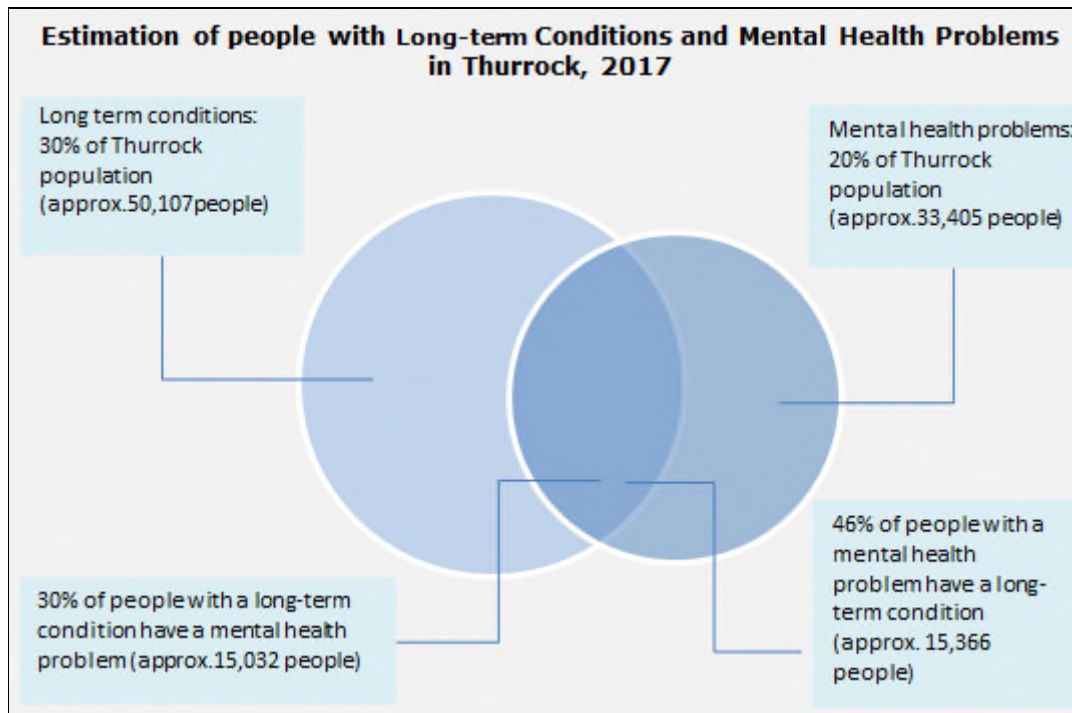 Estimation of people with Long-term Conditions and Mental Health Problems
in Thurrock, 2017
Long term conditions:
30% of Thurrock
population
(approx.50,107people)
Mental health problems:
20% of Thurrock
population
(approx.33,405 people)
30% of people with a long-term
condition have a mental health
problem (approx.15,032 people)
46% of people with a
mental health
problem have a long-
term condition
(approx. 15,366
people)